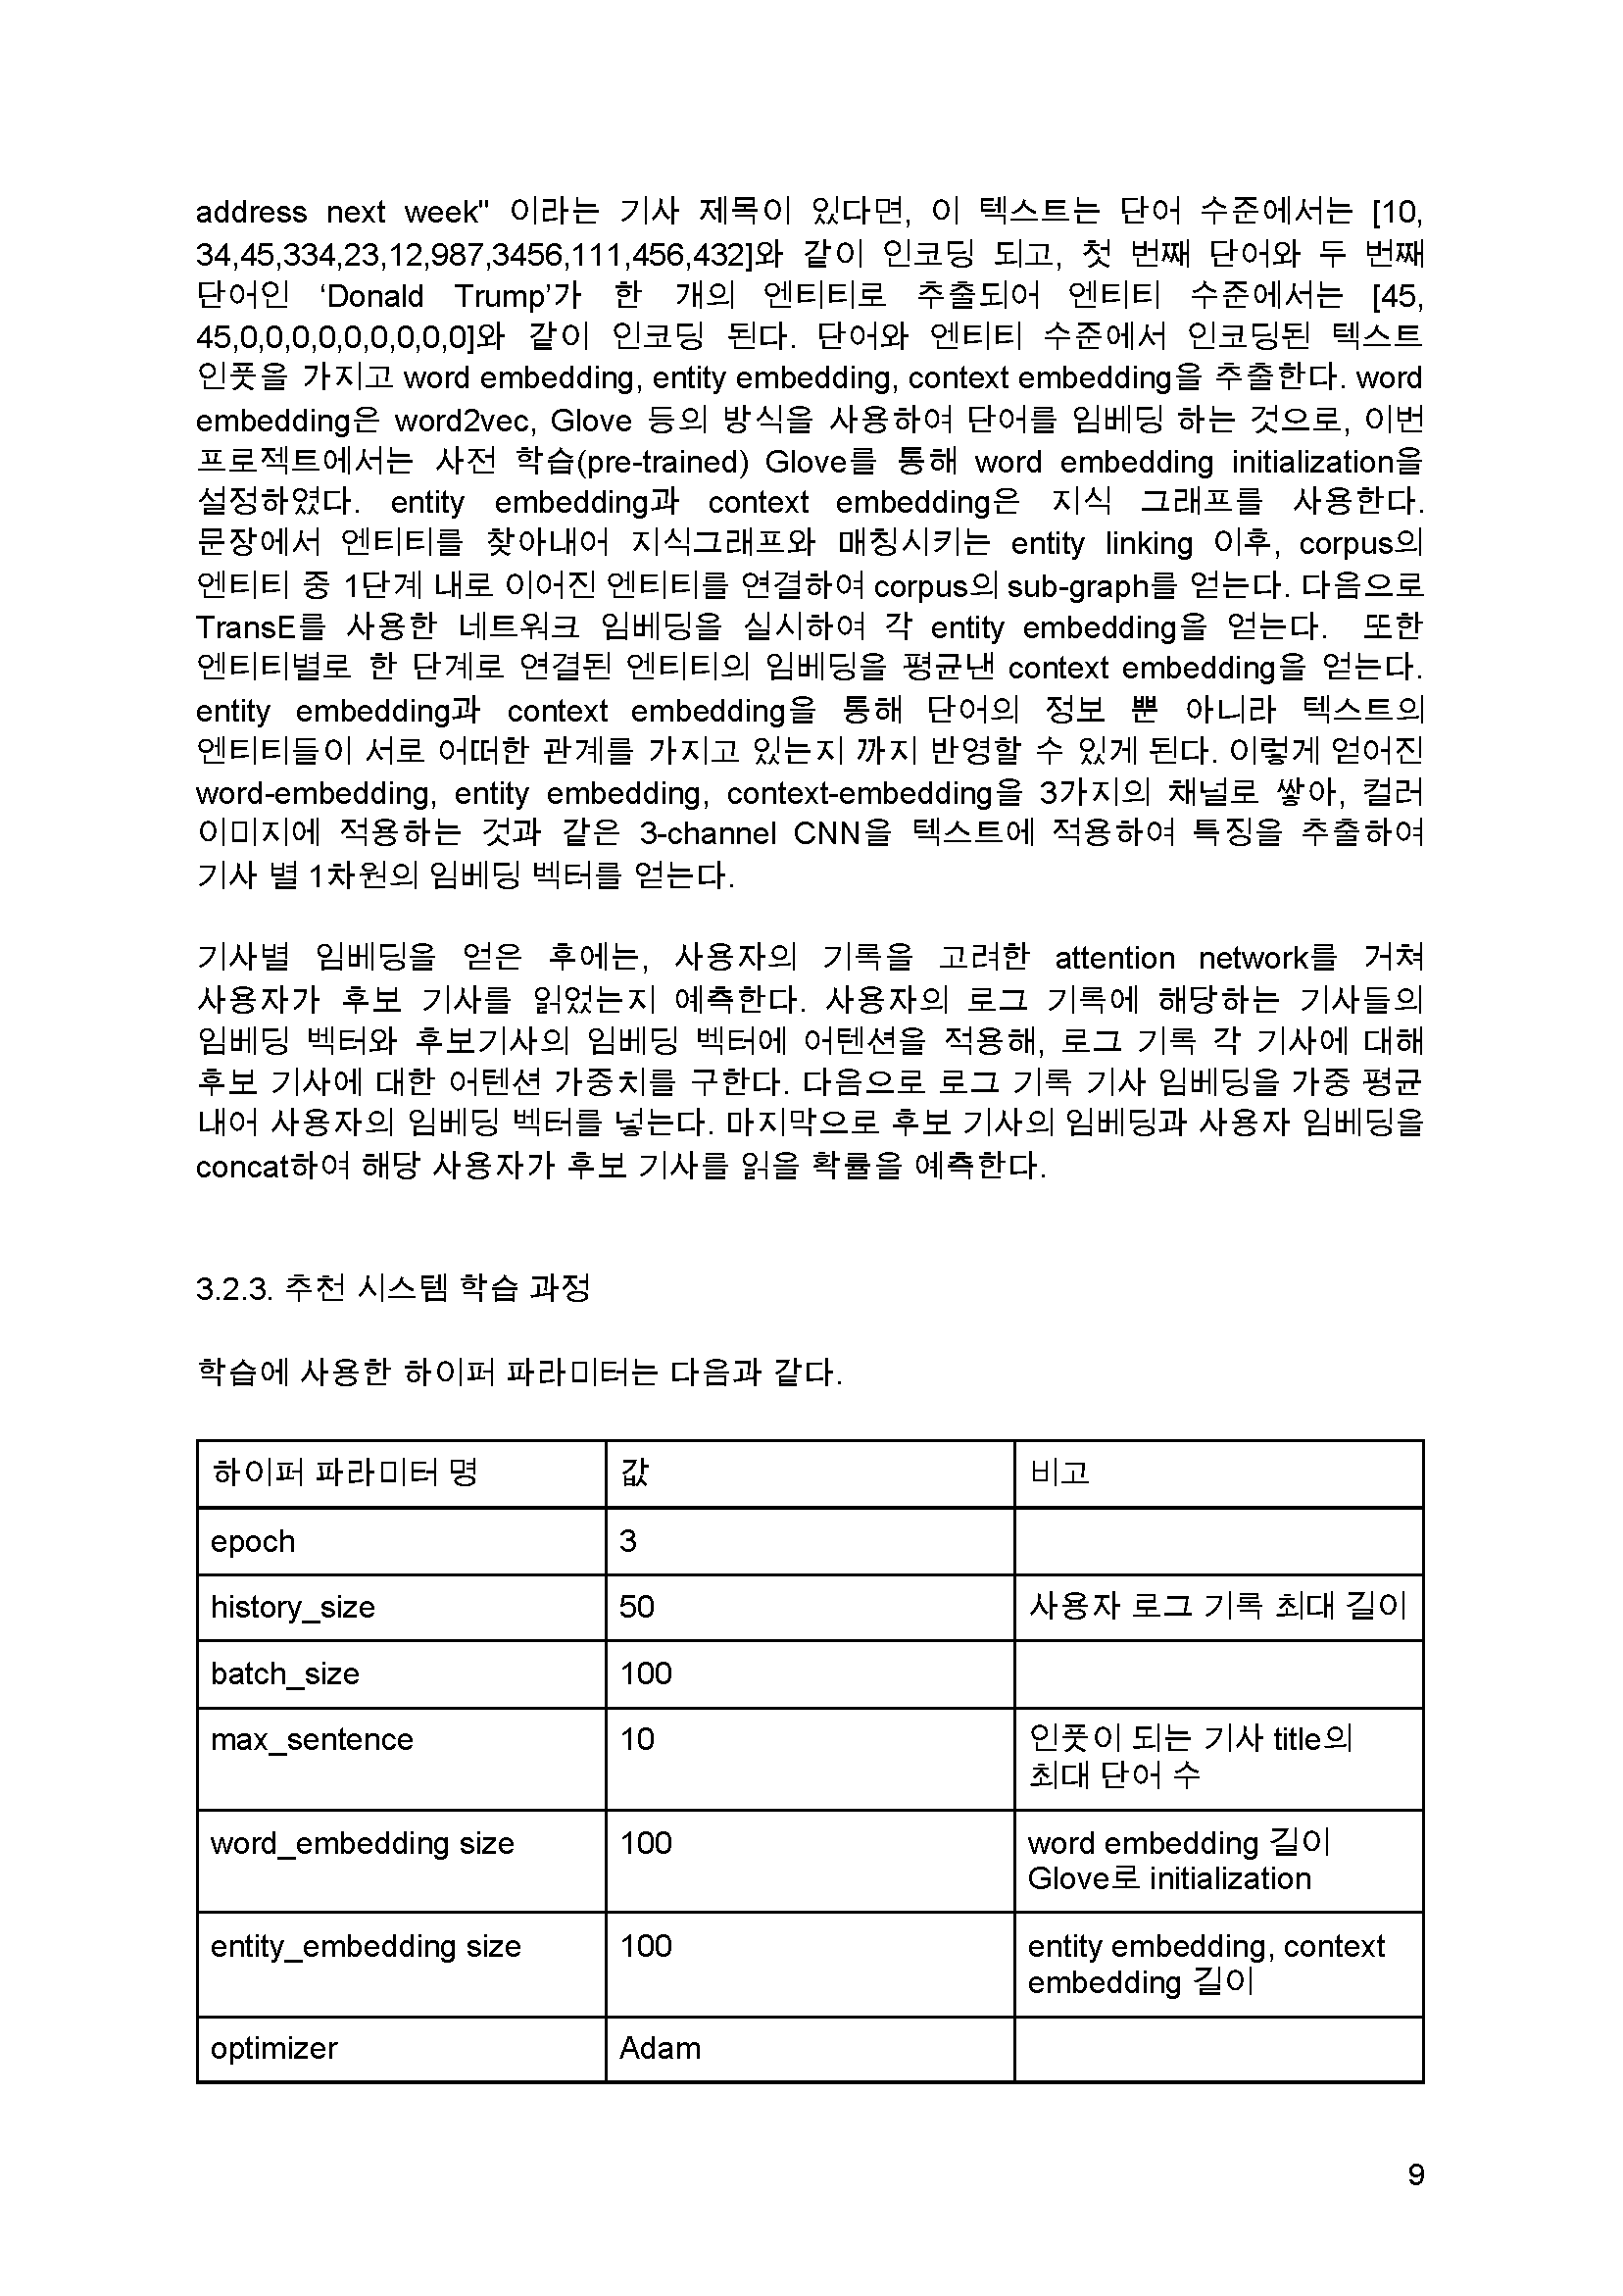 address next week" 이라는 기사 제목이 있다면, 이 텍스트는 단어 수준에서는 [10,
34,45,334,23,12,987,3456,111,456,432]와 같이 인코딩 되고, 첫 번째 단어와 두 번째
단어인 ‘Donald Trump’가 한 개의 엔티티로 추출되어 엔티티 수준에서는 [45,
45,0,0,0,0,0,0,0,0,0]와 같이 인코딩 된다. 단어와 엔티티 수준에서 인코딩된 텍스트
인풋을 가지고 word embedding, entity embedding, context embedding을 추출한다. word
embedding은 word2vec, Glove 등의 방식을 사용하여 단어를 임베딩 하는 것으로, 이번
프로젝트에서는 사전 학습(pre-trained) Glove를 통해 word embedding initialization을
설정하였다. entity embedding과 context embedding은 지식 그래프를 사용한다.
문장에서 엔티티를 찾아내어 지식그래프와 매칭시키는 entity linking 이후, corpus의
엔티티 중 1단계 내로 이어진 엔티티를 연결하여 corpus의 sub-graph를 얻는다. 다음으로
TransE를 사용한 네트워크 임베딩을 실시하여 각 entity embedding을 얻는다. 또한
엔티티별로 한 단계로 연결된 엔티티의 임베딩을 평균낸 context embedding을 얻는다.
entity embedding과 context embedding을 통해 단어의 정보 뿐 아니라 텍스트의
엔티티들이 서로 어떠한 관계를 가지고 있는지 까지 반영할 수 있게 된다. 이렇게 얻어진
word-embedding, entity embedding, context-embedding을 3가지의 채널로 쌓아, 컬러
이미지에 적용하는 것과 같은 3-channel CNN을 텍스트에 적용하여 특징을 추출하여
기사 별 1차원의 임베딩 벡터를 얻는다.
기사별 임베딩을 얻은 후에는, 사용자의 기록을 고려한 attention network를 거쳐
사용자가 후보 기사를 읽었는지 예측한다. 사용자의 로그 기록에 해당하는 기사들의
임베딩 벡터와 후보기사의 임베딩 벡터에 어텐션을 적용해, 로그 기록 각 기사에 대해
후보 기사에 대한 어텐션 가중치를 구한다. 다음으로 로그 기록 기사 임베딩을 가중 평균
내어 사용자의 임베딩 벡터를 넣는다. 마지막으로 후보 기사의 임베딩과 사용자 임베딩을
concat하여 해당 사용자가 후보 기사를 읽을 확률을 예측한다.
3.2.3. 추천 시스템 학습 과정
학습에 사용한 하이퍼 파라미터는 다음과 같다.
하이퍼 파라미터 명 값 비고
epoch 3
history_size 50 사용자 로그 기록 최대 길이
batch_size 100
max_sentence 10 인풋이 되는 기사 title의
최대 단어 수
word_embedding size 100 word embedding 길이
Glove로 initialization
entity_embedding size 100 entity embedding, context
embedding 길이
optimizer Adam
9